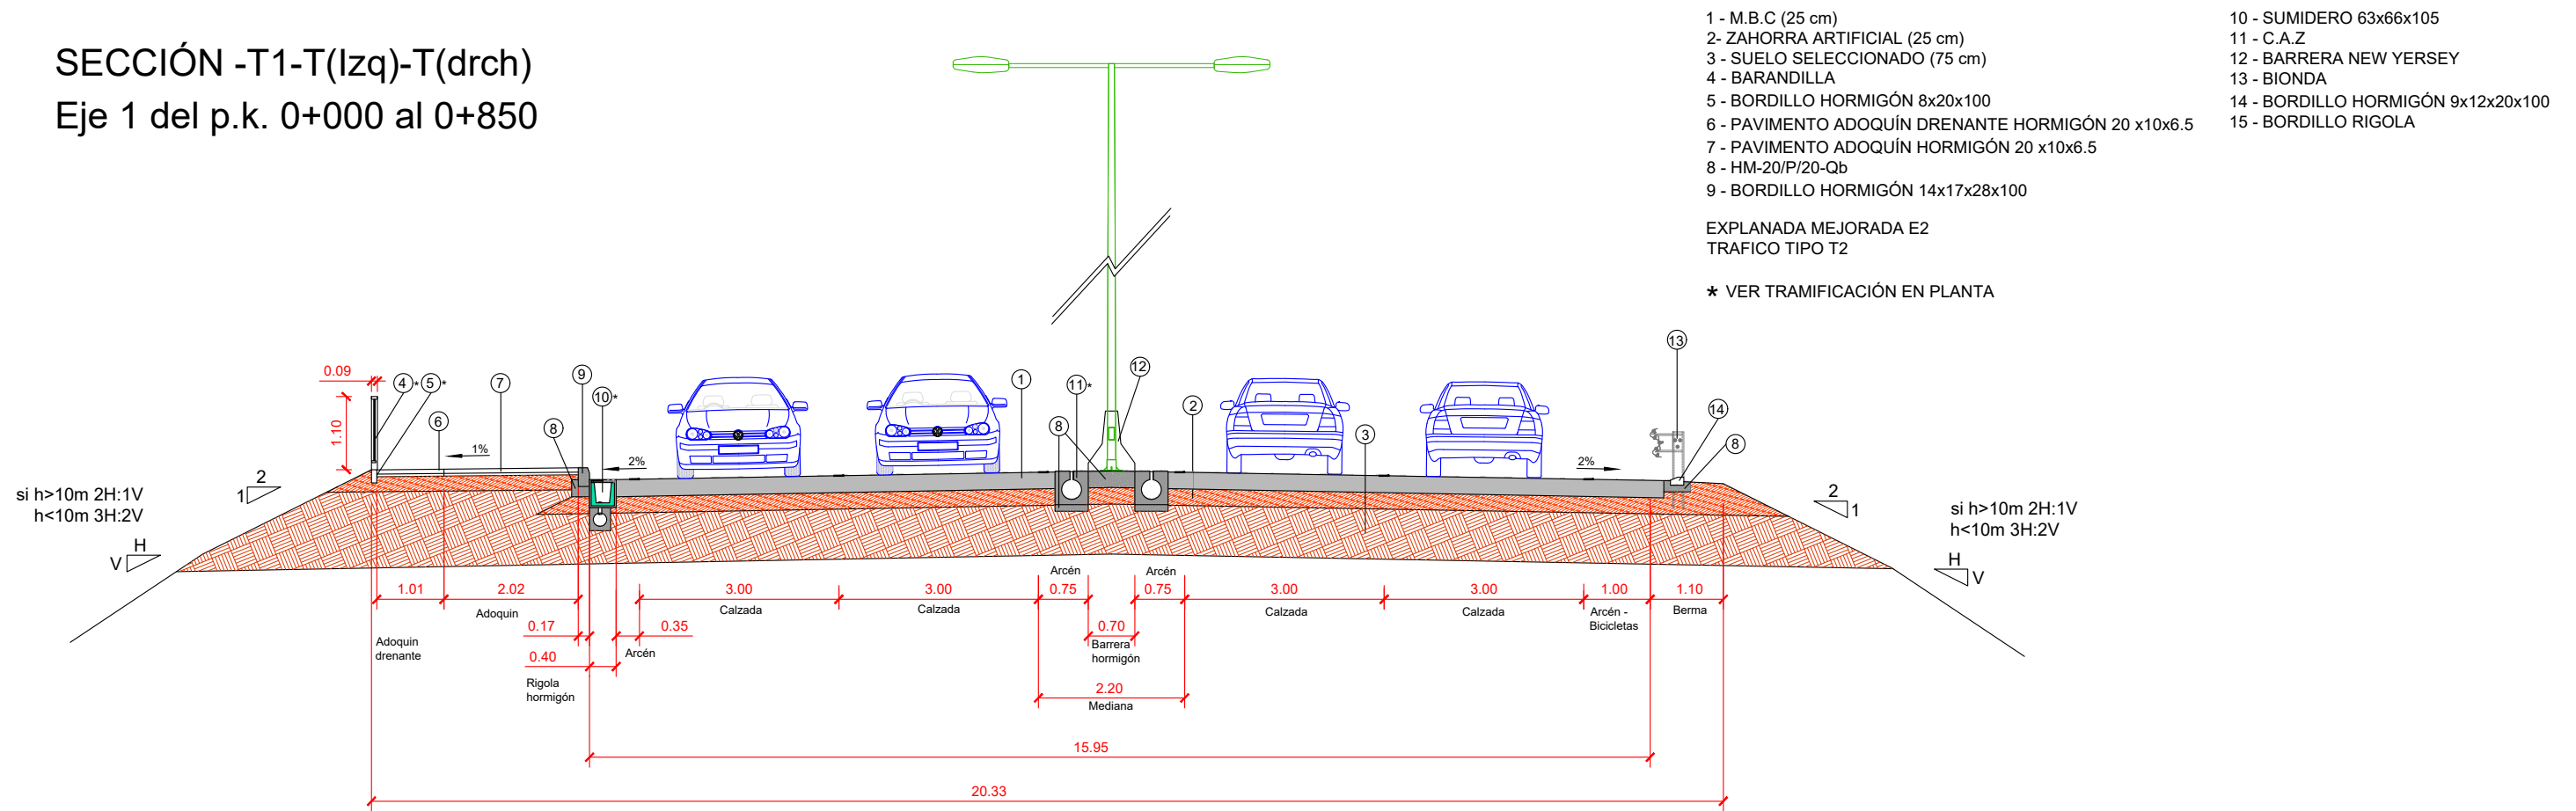 SECCIÓN -T1-T(Izq)-T(drch)
Eje 1 del p.k. 0+000 al 0+850
1 - M.B.C (25 cm)
2- ZAHORRA ARTIFICIAL (25 cm)
3 - SUELO SELECCIONADO (75 cm)
4 - BARANDILLA
5 - BORDILLO HORMIGÓN 8x20x100
6 - PAVIMENTO ADOQUÍN DRENANTE HORMIGÓN 20 x10x6.5
7 - PAVIMENTO ADOQUÍN HORMIGÓN 20 x10x6.5
8 - HM-20/P/20-Qb
9 - BORDILLO HORMIGÓN 14x17x28x100
10 - SUMIDERO 63x66x105
11 - C.A.Z
12 - BARRERA NEW YERSEY
13 - BIONDA
14 - BORDILLO HORMIGÓN 9x12x20x100
15 - BORDILLO RIGOLA
EXPLANADA MEJORADA E2
TRAFICO TIPO T2
* VER TRAMIFICACIÓN EN PLANTA
0.09
1.10
4*
5*
6
7
1%
8
9
10*
2%
1
11*
8
12
2
3
2%
13
14
8
2
1
si h>10m 2H:1V
h<10m 3H:2V
H
V
2
1
si h>10m 2H:1V
h<10m 3H:2V
H
V
1.01
2.02
3.00
3.00
Arcén
0.75
Arcén
0.75
3.00
3.00
1.00
1.10
Adoquin
Calzada
Calzada
Calzada
Calzada
Arcén -
Bicicletas
Berma
0.17
0.35
0.70
Adoquin
drenante
Arcén
Barrera
hormigón
0.40
Rigola
hormigón
2.20
Mediana
15.95
20.33